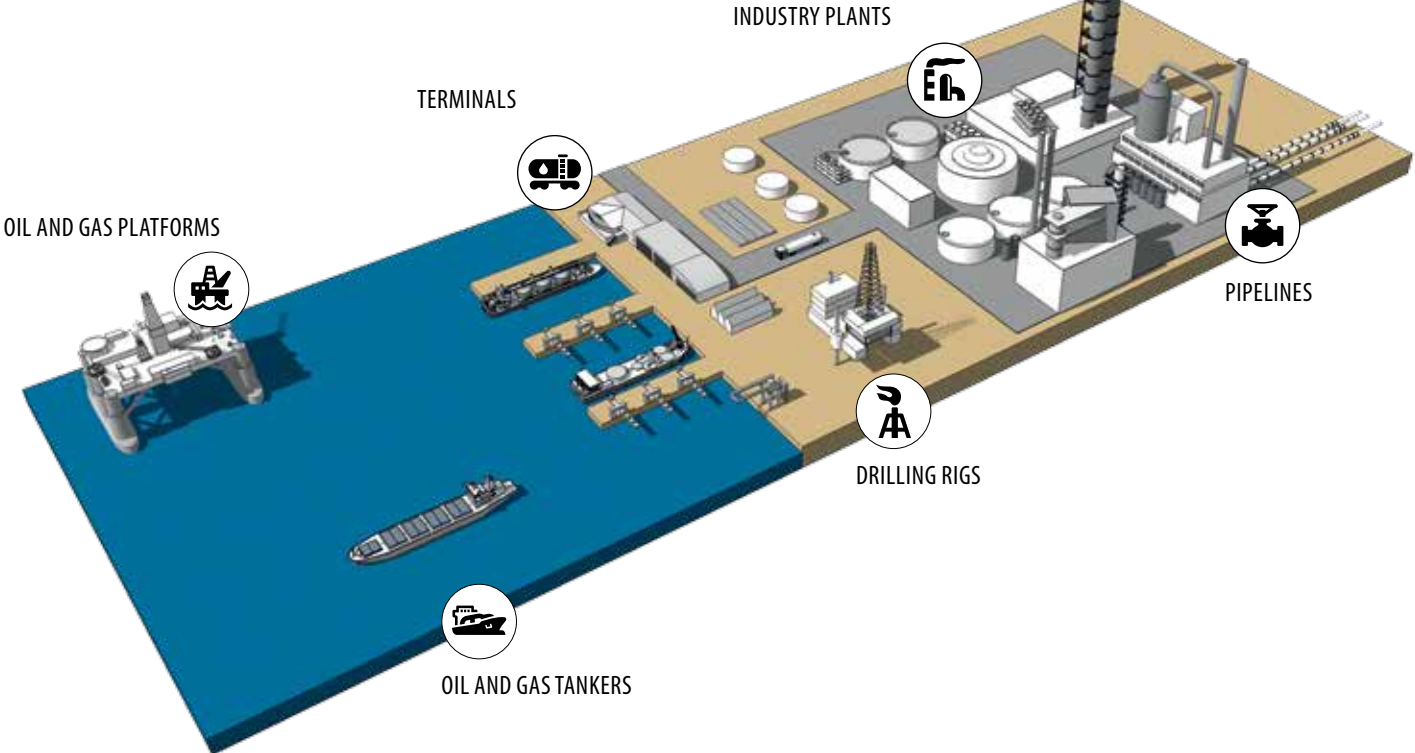 INDUSTRY PLANTS
TERMINALS
OIL AND GAS PLATFORMS
PIPELINES
DRILLING RIGS
OIL AND GAS TANKERS